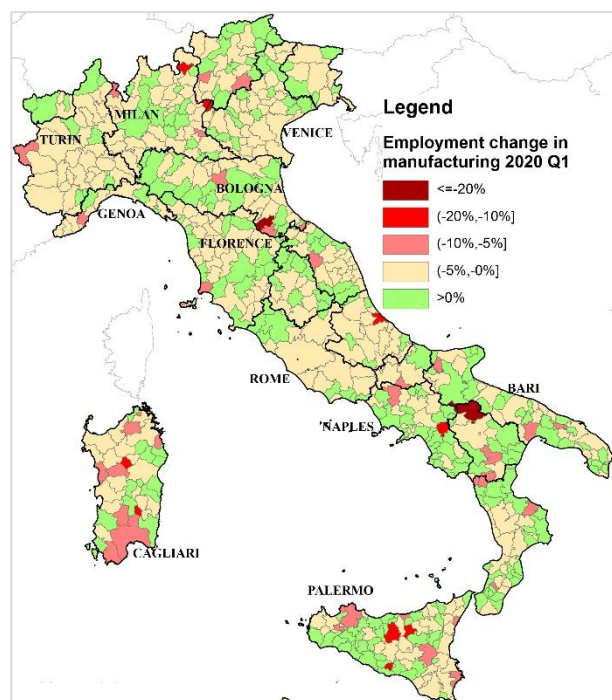 TURIN
MILAN
VENICE
GENOA
BOLOGNA
FLORENCE
ROME
'NAPLES
BARI
CAGLIARI
PALERMO
Legend
Employment change in
manufacturing 2020 Q1
<=-20%
(-20%,-10%]
(-10%,-5%]
(-5%,-0%]
>0%